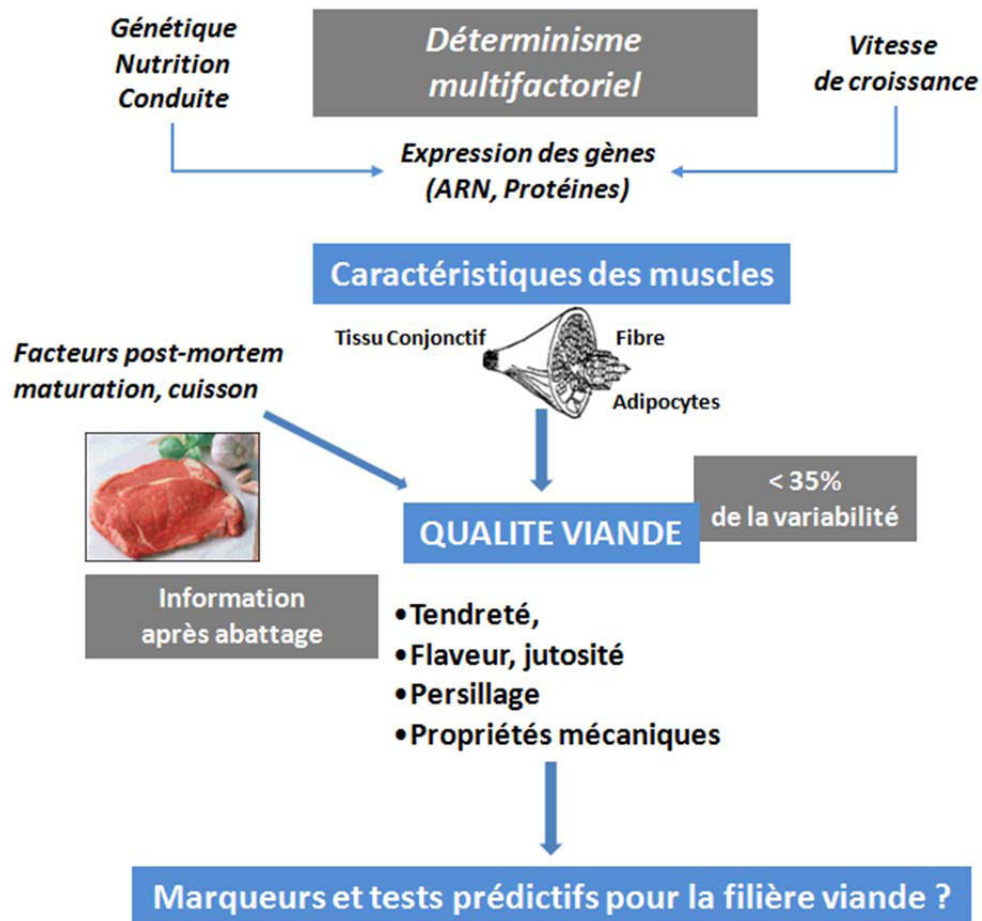 Génétique
Nutrition
Conduite
Déterminisme
multifactoriel
Vitesse
de croissance
Expression des gènes
(ARN, Protéines)
Caractéristiques des muscles
Tissu Conjonctif
Fibre
Adipocytes
Facteurs post-mortem
maturation, cuisson
< 35%
de la variabilité
QUALITE VIANDE
Information
après abattage
•Tendreté,
•Flaveur, jutosité
•Persillage
•Propriétés mécaniques
Marqueurs et tests prédictifs pour la filière viande ?